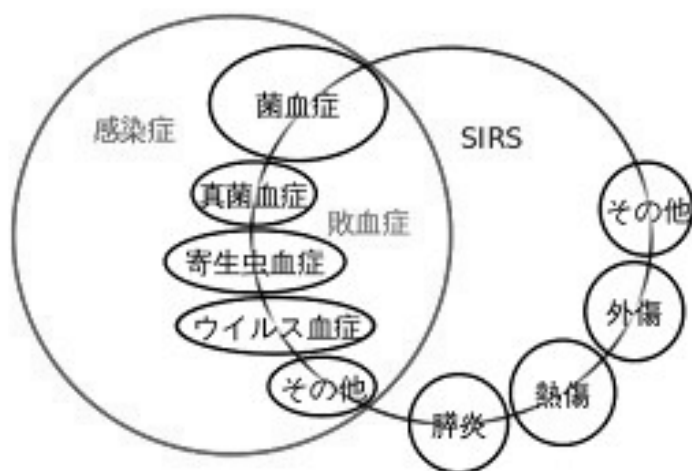 菌血症
感染症
SIRS
真菌血症
敗血症
その他
寄生虫血症
外傷
ウイルス血症
その他
熱傷
膵炎